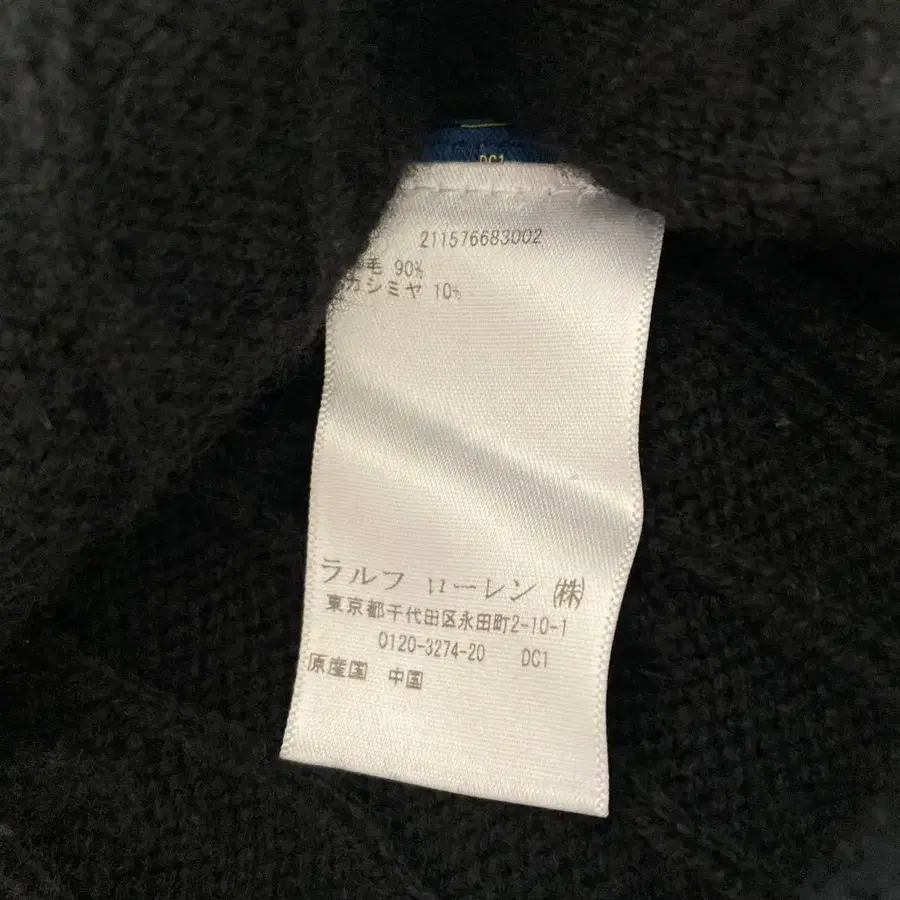 DC1
211576683002
毛 90%
カシミヤ 10%
ラルフ ローレン ㈱
東京都千代田区永田町2-10-1
0120-3274-20 DC1
原産国 中国